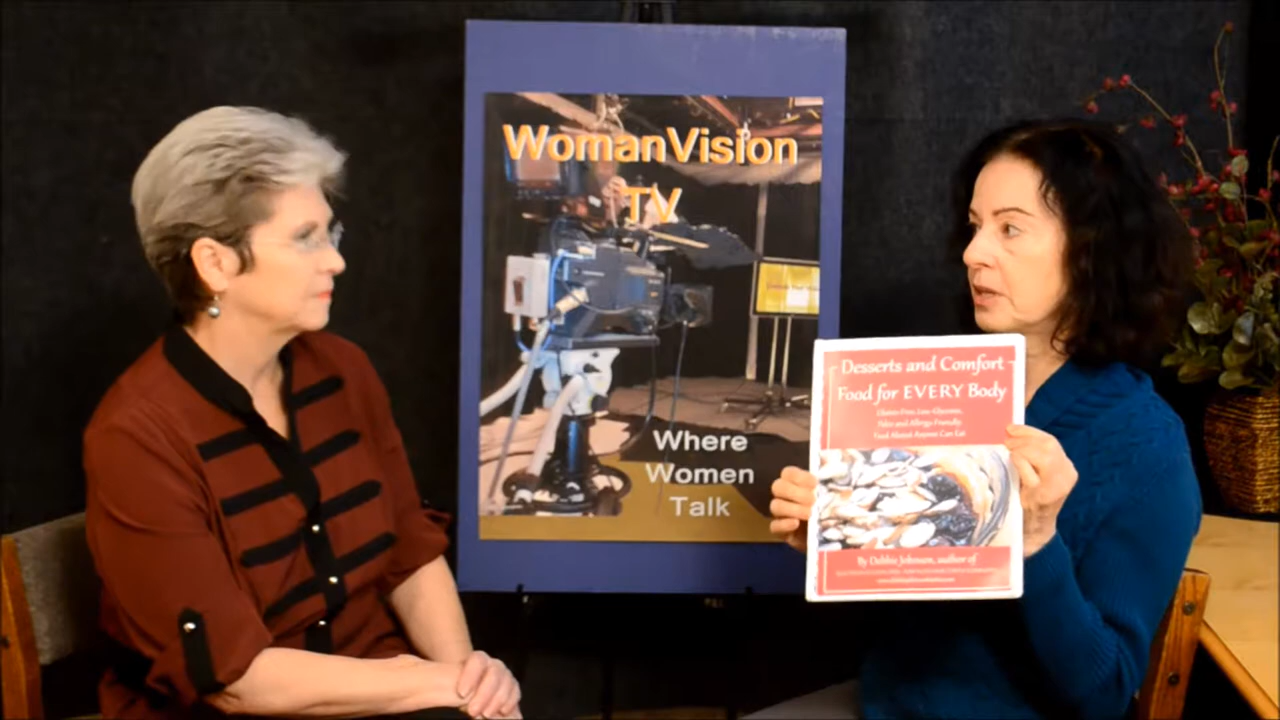 WomanVision
TV
Where
Women
Talk
Desserts and Comfort
Food for EVERY Body
Gluten Free, Low Glycemic,
Paleo and Allergy Friendly
Food Almost Anyone Can Eat
By Debbie Johnson, author of